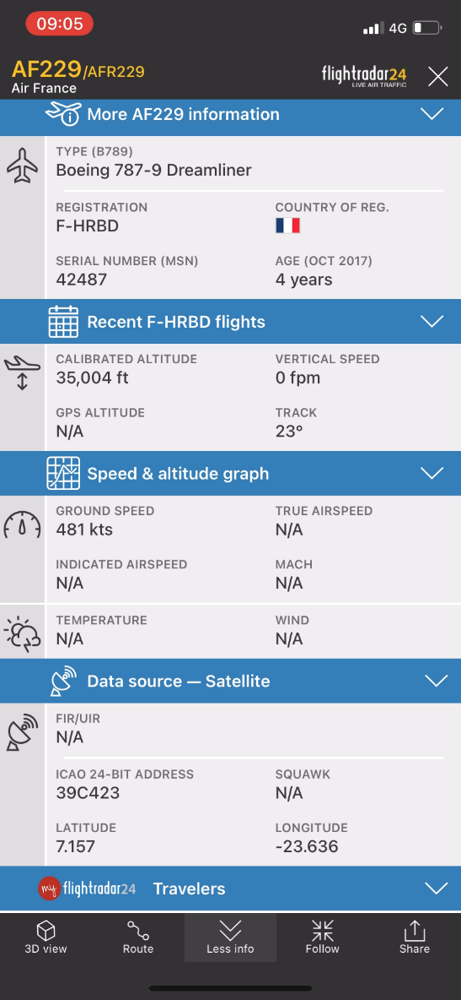 09:05
4G
AF229/AFR229
Air France
flightradar24
LIVE AIR TRAFFIC
More AF229 information
TYPE (B789)
Boeing 787-9 Dreamliner
REGISTRATION COUNTRY OF REG.
F-HRBD
SERIAL NUMBER (MSN) AGE (OCT 2017)
42487 4 years
Recent F-HRBD flights
CALIBRATED ALTITUDE VERTICAL SPEED
35,004 ft 0 fpm
GPS ALTITUDE TRACK
N/A 23°
Speed & altitude graph
GROUND SPEED TRUE AIRSPEED
481 kts N/A
INDICATED AIRSPEED MACH
N/A N/A
TEMPERATURE WIND
N/A N/A
Data source — Satellite
FIR/UIR
N/A
ICAO 24-BIT ADDRESS SQUAWK
39C423 N/A
LATITUDE LONGITUDE
7.157 -23.636
my flightradar24 Travelers
3D view Route Less info Follow Share